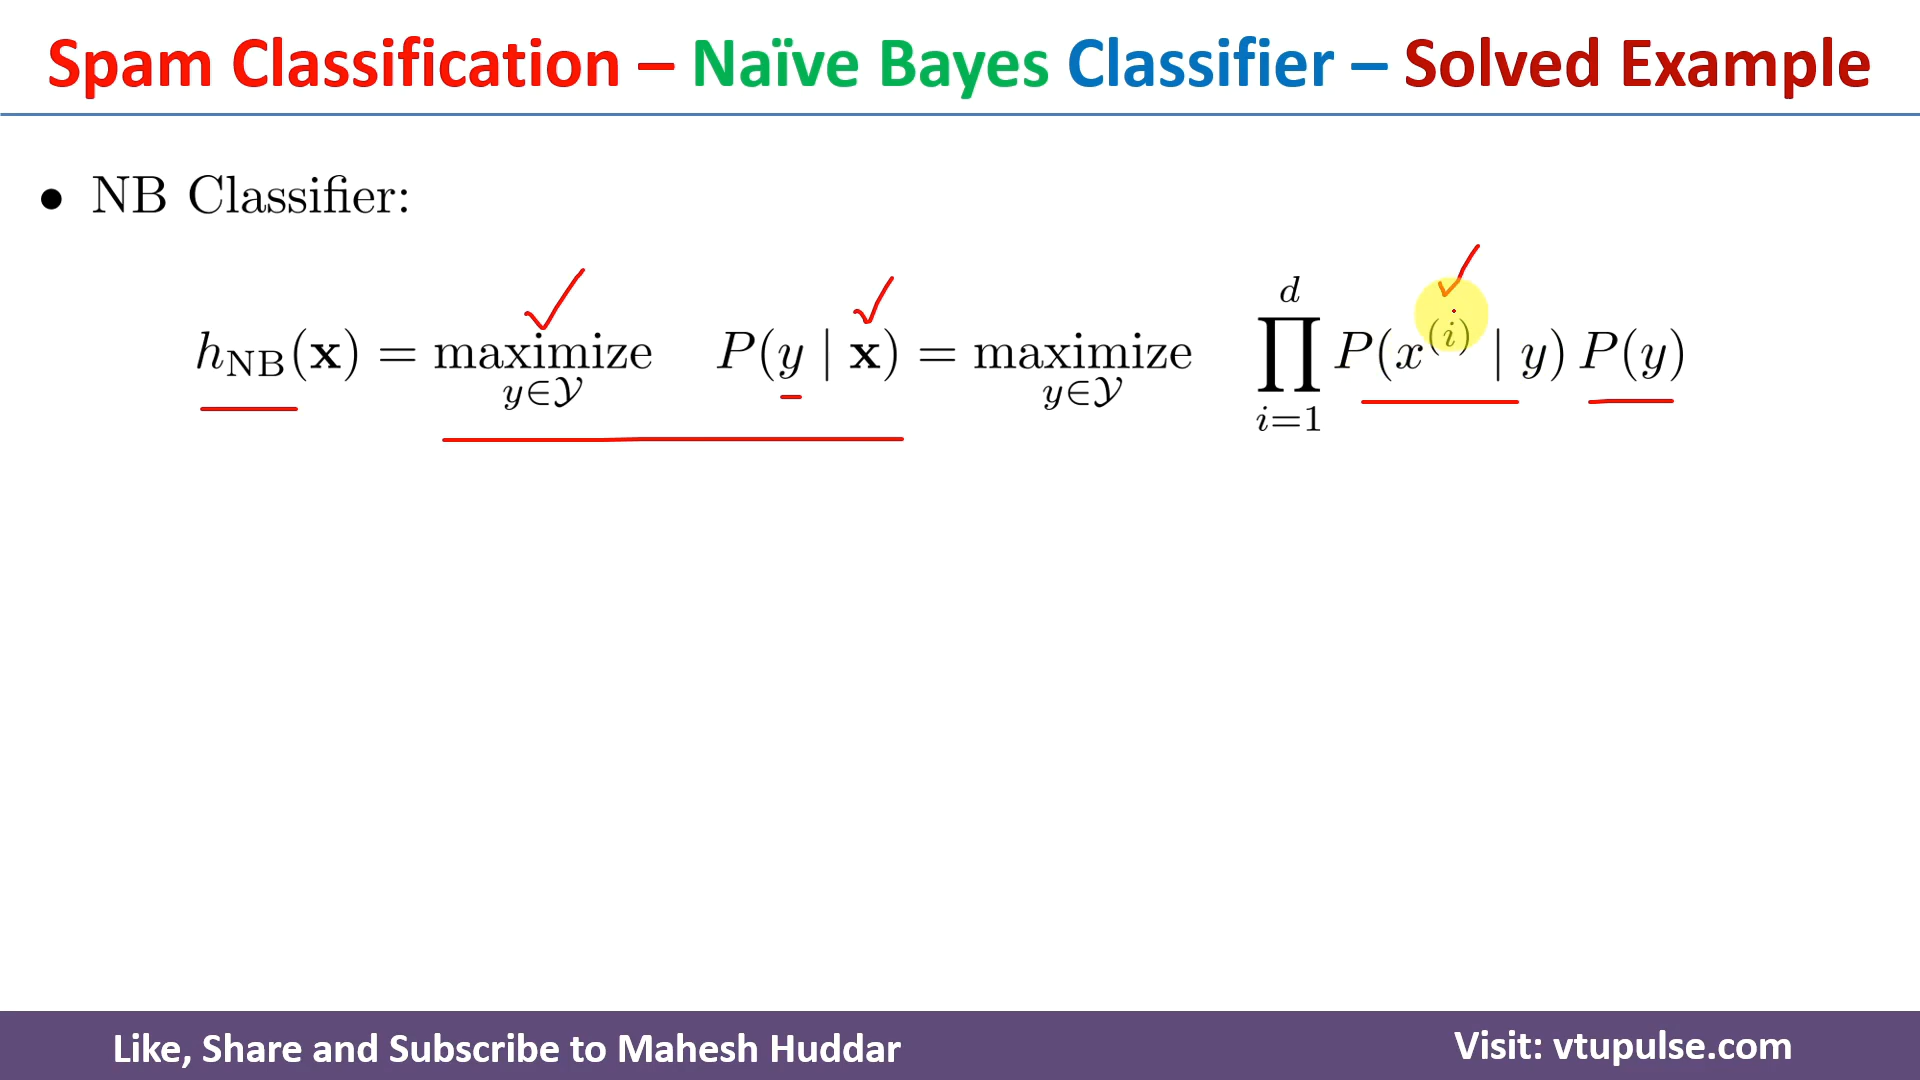 Spam Classification – Naïve Bayes Classifier – Solved Example
• NB Classifier:
h_NB(x) = maximize_{y∈𝒴} P(y | x) = maximize_{y∈𝒴} ∏_{i=1}^{d} P(x^{(i)} | y) P(y)
Like, Share and Subscribe to Mahesh Huddar
Visit: vtupulse.com